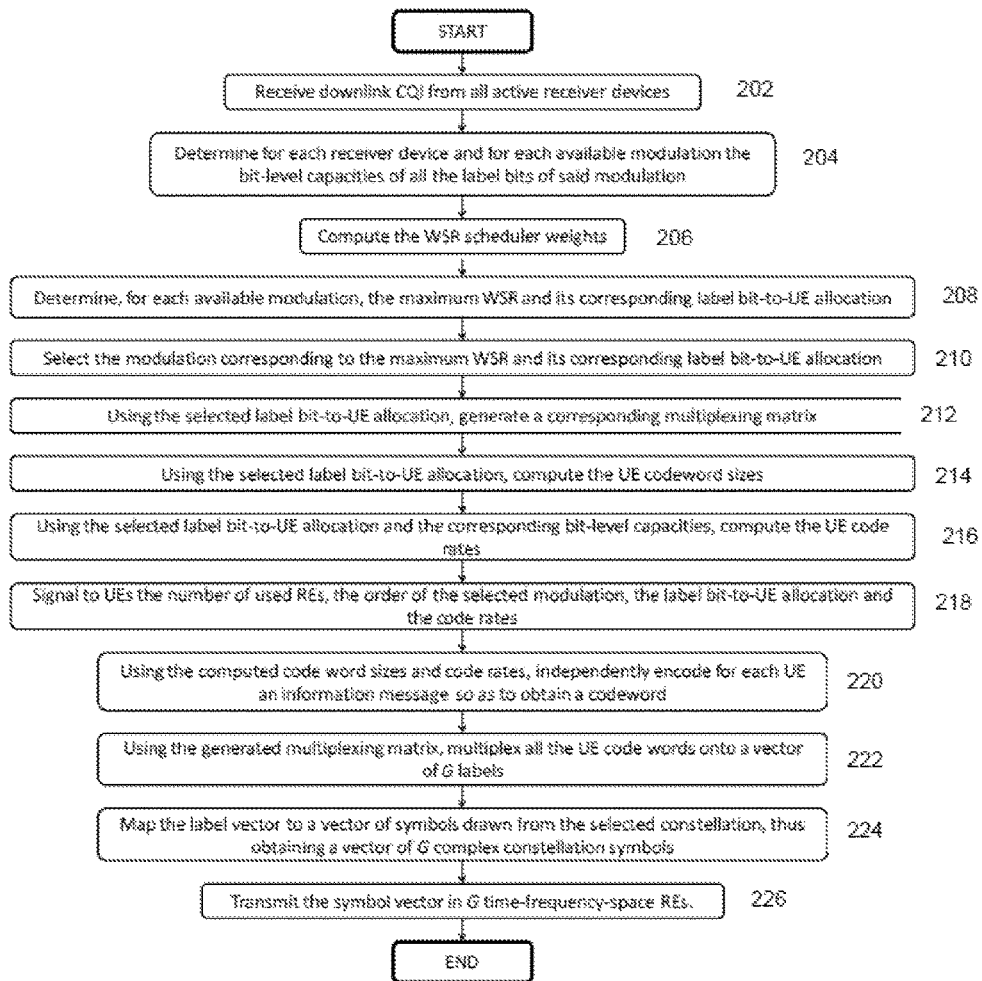 START
Receive downlink CQI from all active receiver devices
202
Determine for each receiver device and for each available modulation the
bit-level capacities of all the label bits of said modulation
204
Compute the WSR scheduler weights
206
Determine, for each available modulation, the maximum WSR and its corresponding label bit-to-UE allocation
208
Select the modulation corresponding to the maximum WSR and its corresponding label bit-to-UE allocation
210
Using the selected label bit-to-UE allocation, generate a corresponding multiplexing matrix
212
Using the selected label bit-to-UE allocation, compute the UE codeword sizes
214
Using the selected label bit-to-UE allocation and the corresponding bit-level capacities, compute the UE code
rates
216
Signal to UEs the number of used REs, the order of the selected modulation, the label bit-to-UE allocation and
the code rates
218
Using the computed code word sizes and code rates, independently encode for each UE
an information message so as to obtain a codeword
220
Using the generated multiplexing matrix, multiplex all the UE code words onto a vector
of G labels
222
Map the label vector to a vector of symbols drawn from the selected constellation, thus
obtaining a vector of G complex constellation symbols
224
Transmit the symbol vector in G time-frequency-space REs.
226
END